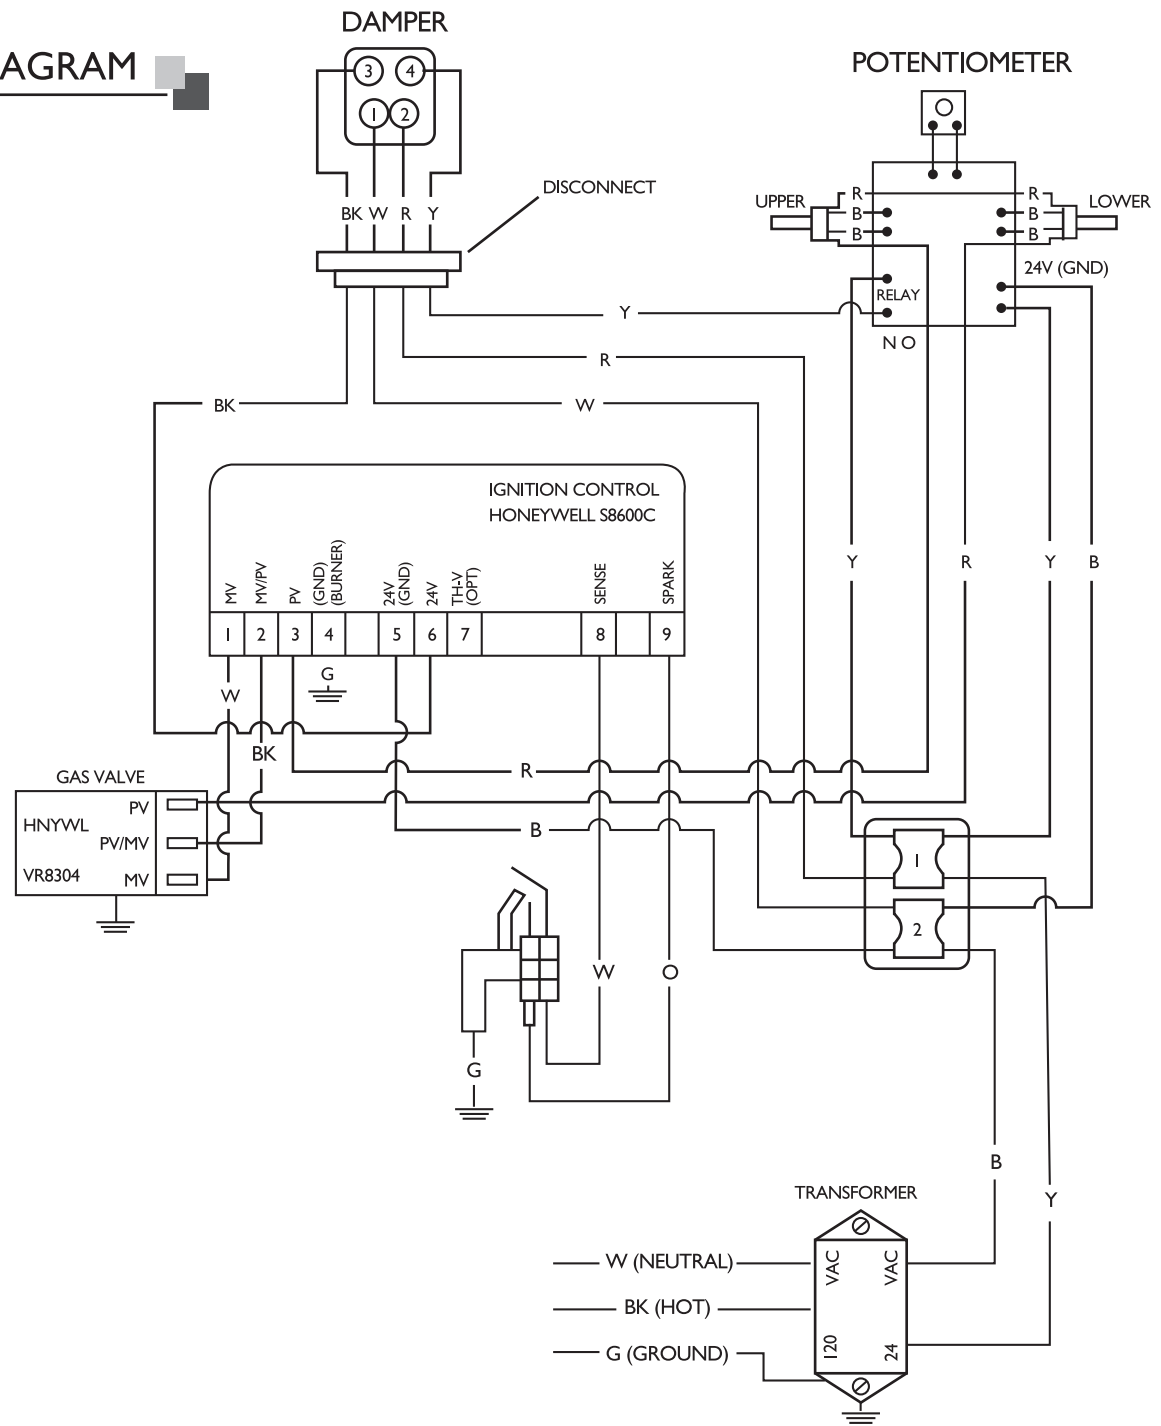 DAMPER
AGRAM
POTENTIOMETER
3 4
1 2
DISCONNECT
BK W R Y
UPPER R R LOWER
B B
B B
24V (GND)
RELAY
Y
N O
R
BK W
IGNITION CONTROL
HONEYWELL S8600C
MV
MV/PV
PV
(GND)
(BURNER)
24V
(GND)
24V
TH-V
(OPT)
SENSE
SPARK
Y R Y B
1 2 3 4 5 6 7 8 9
G
W
BK
R
GAS VALVE
PV
HNYWL
B
PV/MV
1
VR8304 MV
2
W O
G
B
Y
TRANSFORMER
W (NEUTRAL) VAC VAC
BK (HOT)
G (GROUND) 120 24